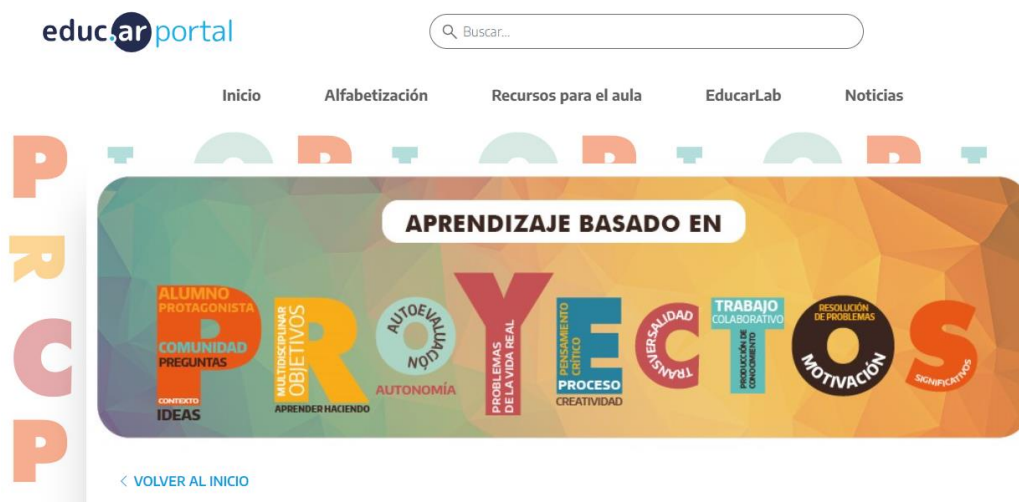 educ.ar portal
Buscar...
Inicio Alfabetización Recursos para el aula EducarLab Noticias
P I O P I O P I O P I
R
C
P
APRENDIZAJE BASADO EN
PROYECTOS
ALUMNO
PROTAGONISTA
COMUNIDAD
PREGUNTAS
CONTEXTO
IDEAS
MULTIDISCIPLINAR
OBJETIVOS
APRENDER HACIENDO
AUTOEVALUACIÓN
AUTONOMÍA
PROBLEMAS
DE LA VIDA REAL
PENSAMIENTO
CRÍTICO
PROCESO
CREATIVIDAD
TRANSVERSALIDAD
TRABAJO
COLABORATIVO
PRODUCCIÓN DE
CONOCIMIENTO
RESOLUCIÓN
DE PROBLEMAS
MOTIVACIÓN
SIGNIFICATIVOS
< VOLVER AL INICIO